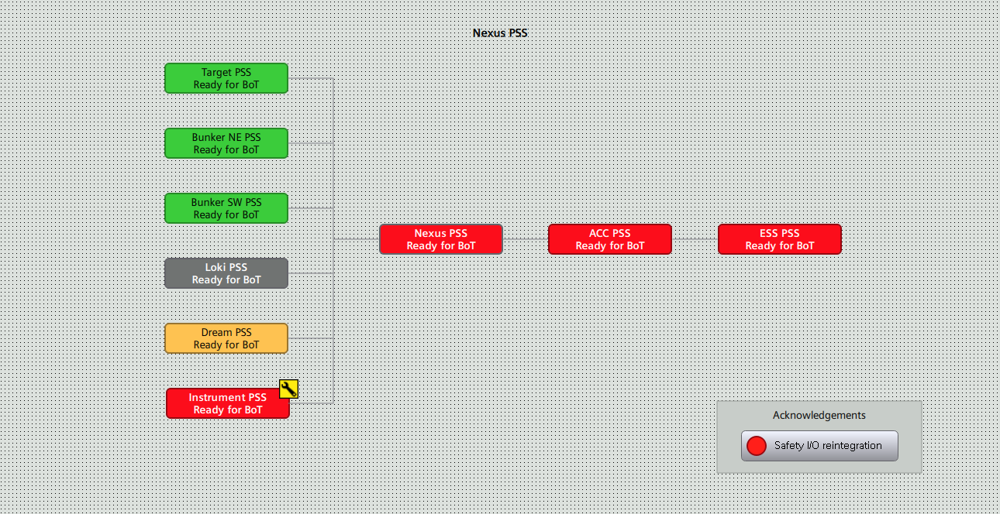 Nexus PSS
Target PSS
Ready for BoT
Bunker NE PSS
Ready for BoT
Bunker SW PSS
Ready for BoT
Nexus PSS
Ready for BoT
ACC PSS
Ready for BoT
ESS PSS
Ready for BoT
Loki PSS
Ready for BoT
Dream PSS
Ready for BoT
Instrument PSS
Ready for BoT
Acknowledgements
Safety I/O reintegration